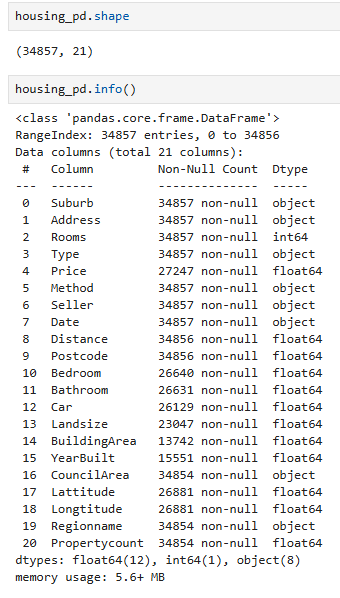 housing_pd.shape
(34857, 21)
housing_pd.info()
<class 'pandas.core.frame.DataFrame'>
RangeIndex: 34857 entries, 0 to 34856
Data columns (total 21 columns):
 #   Column         Non-Null Count  Dtype
---  ------         --------------  -----
 0   Suburb         34857 non-null  object
 1   Address        34857 non-null  object
 2   Rooms          34857 non-null  int64
 3   Type           34857 non-null  object
 4   Price          27247 non-null  float64
 5   Method         34857 non-null  object
 6   Seller         34857 non-null  object
 7   Date           34857 non-null  object
 8   Distance       34856 non-null  float64
 9   Postcode       34856 non-null  float64
 10  Bedroom        26640 non-null  float64
 11  Bathroom       26631 non-null  float64
 12  Car            26129 non-null  float64
 13  Landsize       23047 non-null  float64
 14  BuildingArea   13742 non-null  float64
 15  YearBuilt      15551 non-null  float64
 16  CouncilArea    34854 non-null  object
 17  Lattitude      26881 non-null  float64
 18  Longtitude     26881 non-null  float64
 19  Regionname     34854 non-null  object
 20  Propertycount  34854 non-null  float64
dtypes: float64(12), int64(1), object(8)
memory usage: 5.6+ MB